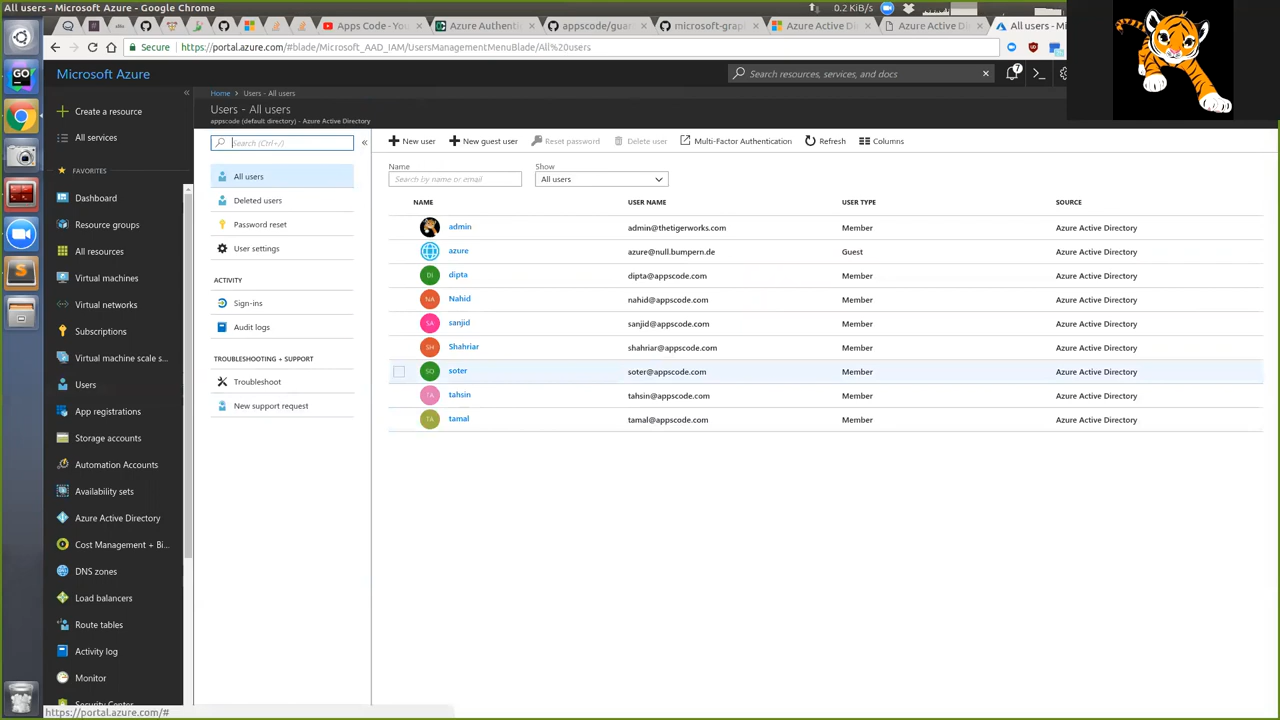 All users - Microsoft Azure - Google Chrome
0.2 KiB/s
Apps Code - You
Azure Authenti
appscode/gua
microsoft-grap
Azure Active D
Azure Active D
All users - Mi
Secure https://portal.azure.com/#blade/Microsoft_AAD_IAM/UsersManagementMenuBlade/All%20users
Microsoft Azure
Search resources, services, and docs
7
Create a resource
All services
FAVORITES
Dashboard
Resource groups
All resources
Virtual machines
Virtual networks
Subscriptions
Virtual machine scale s...
Users
App registrations
Storage accounts
Automation Accounts
Availability sets
Azure Active Directory
Cost Management + Bi...
DNS zones
Load balancers
Route tables
Activity log
Monitor
Security Center
https://portal.azure.com/#
Home > Users - All users
Users - All users
appscode (default directory) - Azure Active Directory
Search (Ctrl+/)
All users
Deleted users
Password reset
User settings
ACTIVITY
Sign-ins
Audit logs
TROUBLESHOOTING + SUPPORT
Troubleshoot
New support request
New user New guest user Reset password Delete user Multi-Factor Authentication Refresh Columns
Name Show
Search by name or email All users
NAME USER NAME USER TYPE SOURCE
admin admin@thetigerworks.com Member Azure Active Directory
azure azure@null.bumpern.de Guest Azure Active Directory
DI dipta dipta@appscode.com Member Azure Active Directory
NA Nahid nahid@appscode.com Member Azure Active Directory
SA sanjid sanjid@appscode.com Member Azure Active Directory
SH Shahriar shahriar@appscode.com Member Azure Active Directory
SO soter soter@appscode.com Member Azure Active Directory
TA tahsin tahsin@appscode.com Member Azure Active Directory
TA tamal tamal@appscode.com Member Azure Active Directory